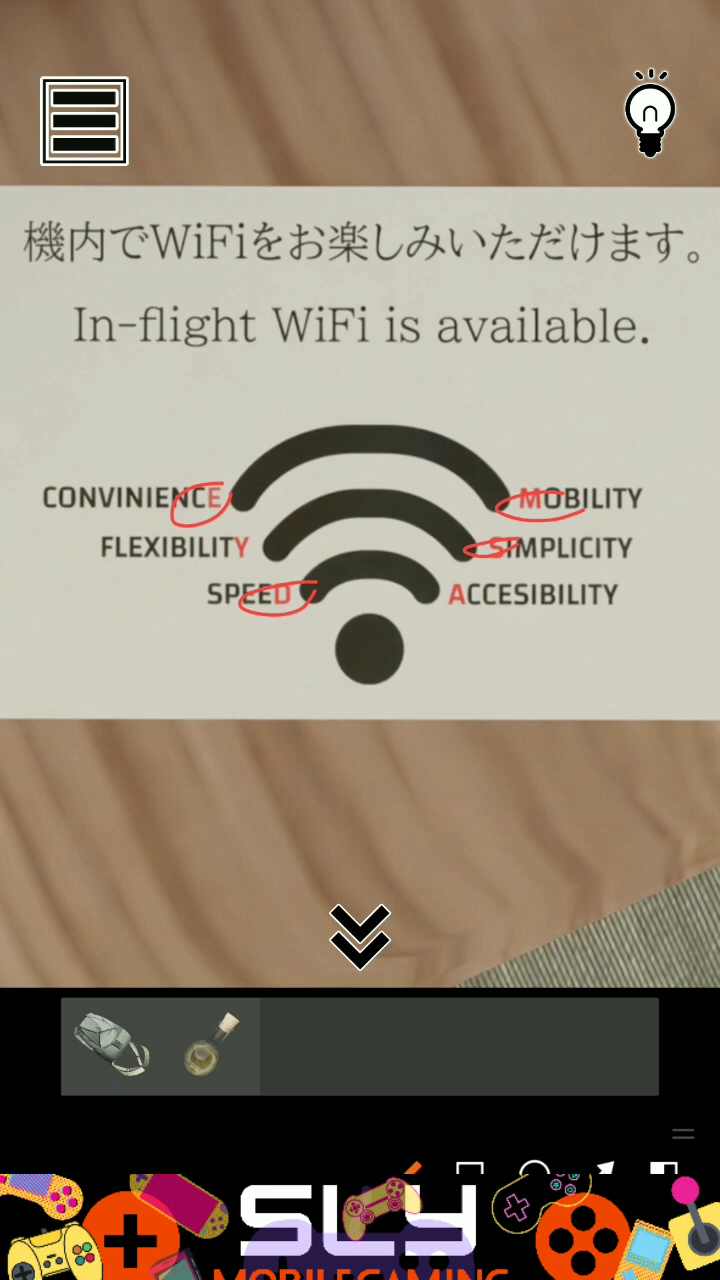 機内でWiFiをお楽しみいただけます。
In-flight WiFi is available.
CONVINIENCE MOBILITY
FLEXIBILITY SIMPLICITY
SPEED ACCESIBILITY
SLY
MOBILEGAMING